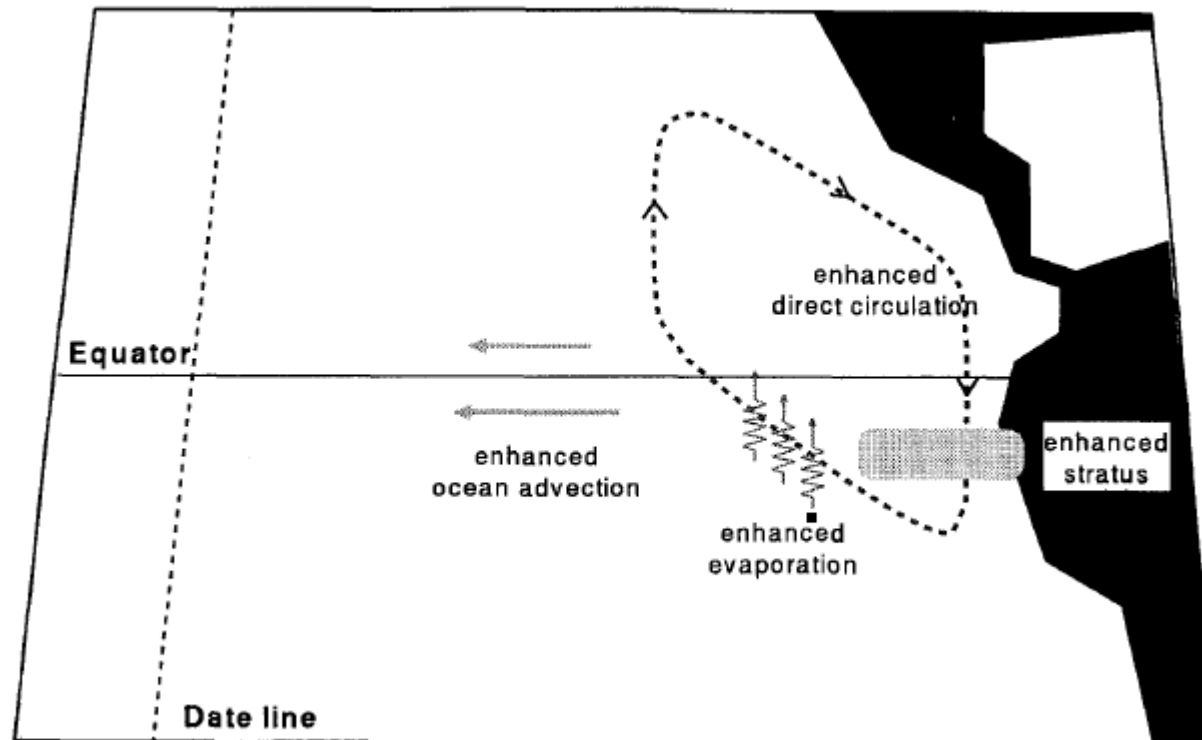 enhanced
direct circulation
Equator
enhanced
stratus
enhanced
ocean advection
enhanced
evaporation
Date line